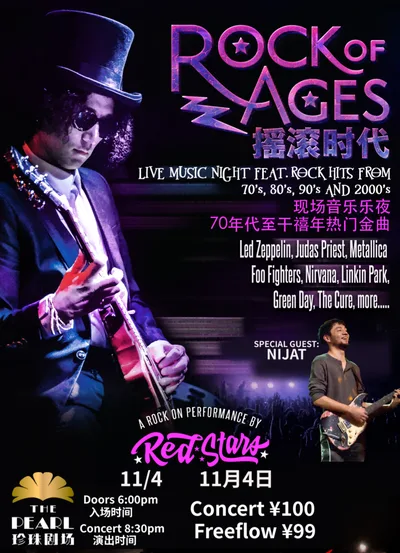 ROCK OF
AGES
摇滚时代
LIVE MUSIC NIGHT FEAT. ROCK HITS FROM
70's, 80's, 90's AND 2000's
现场音乐乐夜
70年代至千禧年热门金曲
Led Zeppelin, Judas Priest, Metallica
Foo Fighters, Nirvana, Linkin Park,
Green Day, The Cure, more.....
SPECIAL GUEST:
NIJAT
A ROCK ON PERFORMANCE BY
Red Stars
11/4 11月4日
Doors 6:00pm
入场时间
Concert 8:30pm
演出时间
Concert ¥100
Freeflow ¥99
THE
PEARL
珍珠剧场